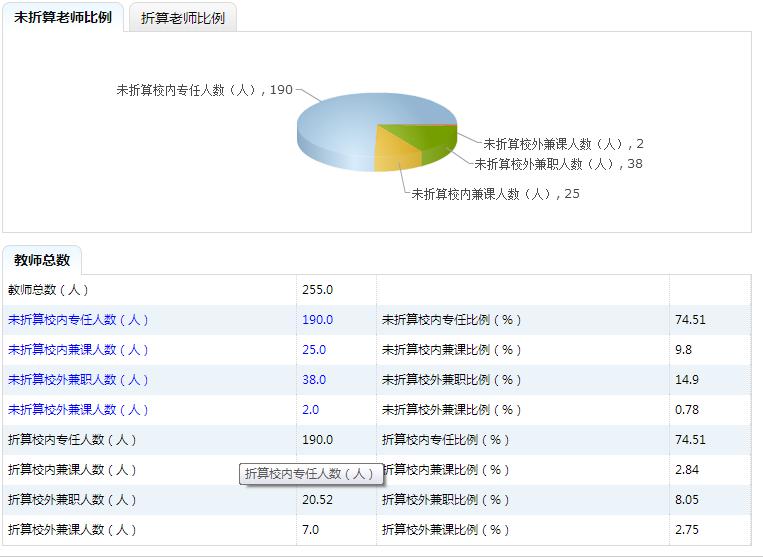 未折算老师比例 折算老师比例
未折算校内专任人数（人）, 190
未折算校外兼课人数（人）, 2
未折算校外兼职人数（人）, 38
未折算校内兼课人数（人）, 25
教师总数
教师总数（人） 255.0
未折算校内专任人数（人） 190.0 未折算校内专任比例（%） 74.51
未折算校内兼课人数（人） 25.0 未折算校内兼课比例（%） 9.8
未折算校外兼职人数（人） 38.0 未折算校外兼职比例（%） 14.9
未折算校外兼课人数（人） 2.0 未折算校外兼课比例（%） 0.78
折算校内专任人数（人） 190.0 折算校内专任比例（%） 74.51
折算校内兼课人数（人） 折算校内兼课比例（%） 2.84
折算校内专任人数（人）
折算校外兼职人数（人） 20.52 折算校外兼职比例（%） 8.05
折算校外兼课人数（人） 7.0 折算校外兼课比例（%） 2.75